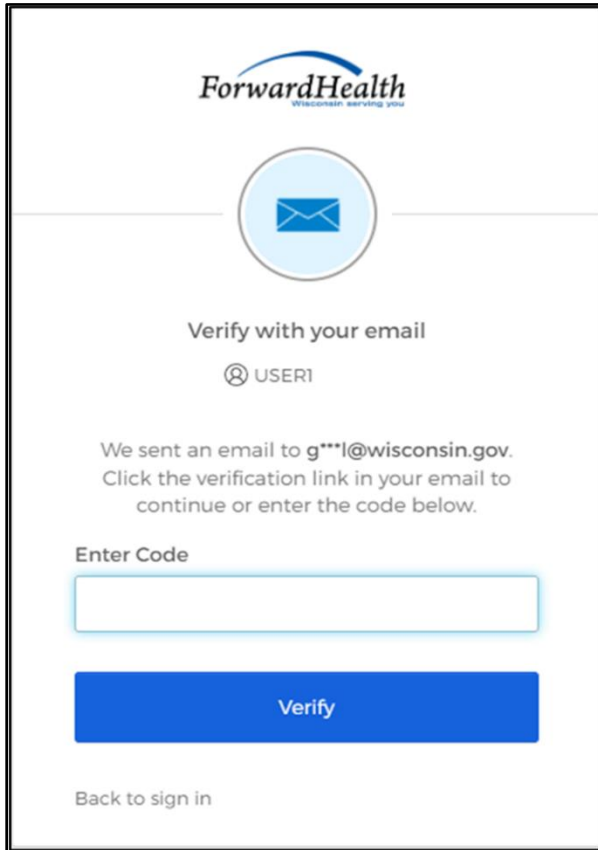 ForwardHealth
Wisconsin serving you
Verify with your email
USER1
We sent an email to g***l@wisconsin.gov.
Click the verification link in your email to
continue or enter the code below.
Enter Code
Verify
Back to sign in